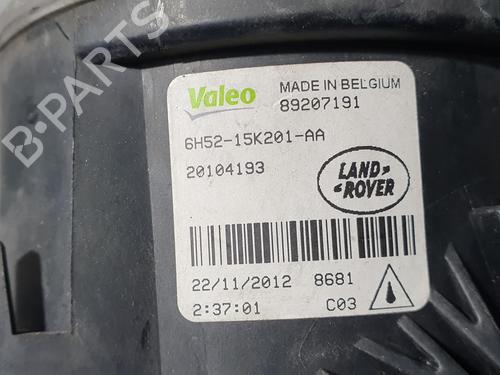 Valeo MADE IN BELGIUM
89207191
6H52-15K201-AA
20104193
LAND-
-ROVER
22/11/2012 8681
2:37:01 C03
B-PARTS